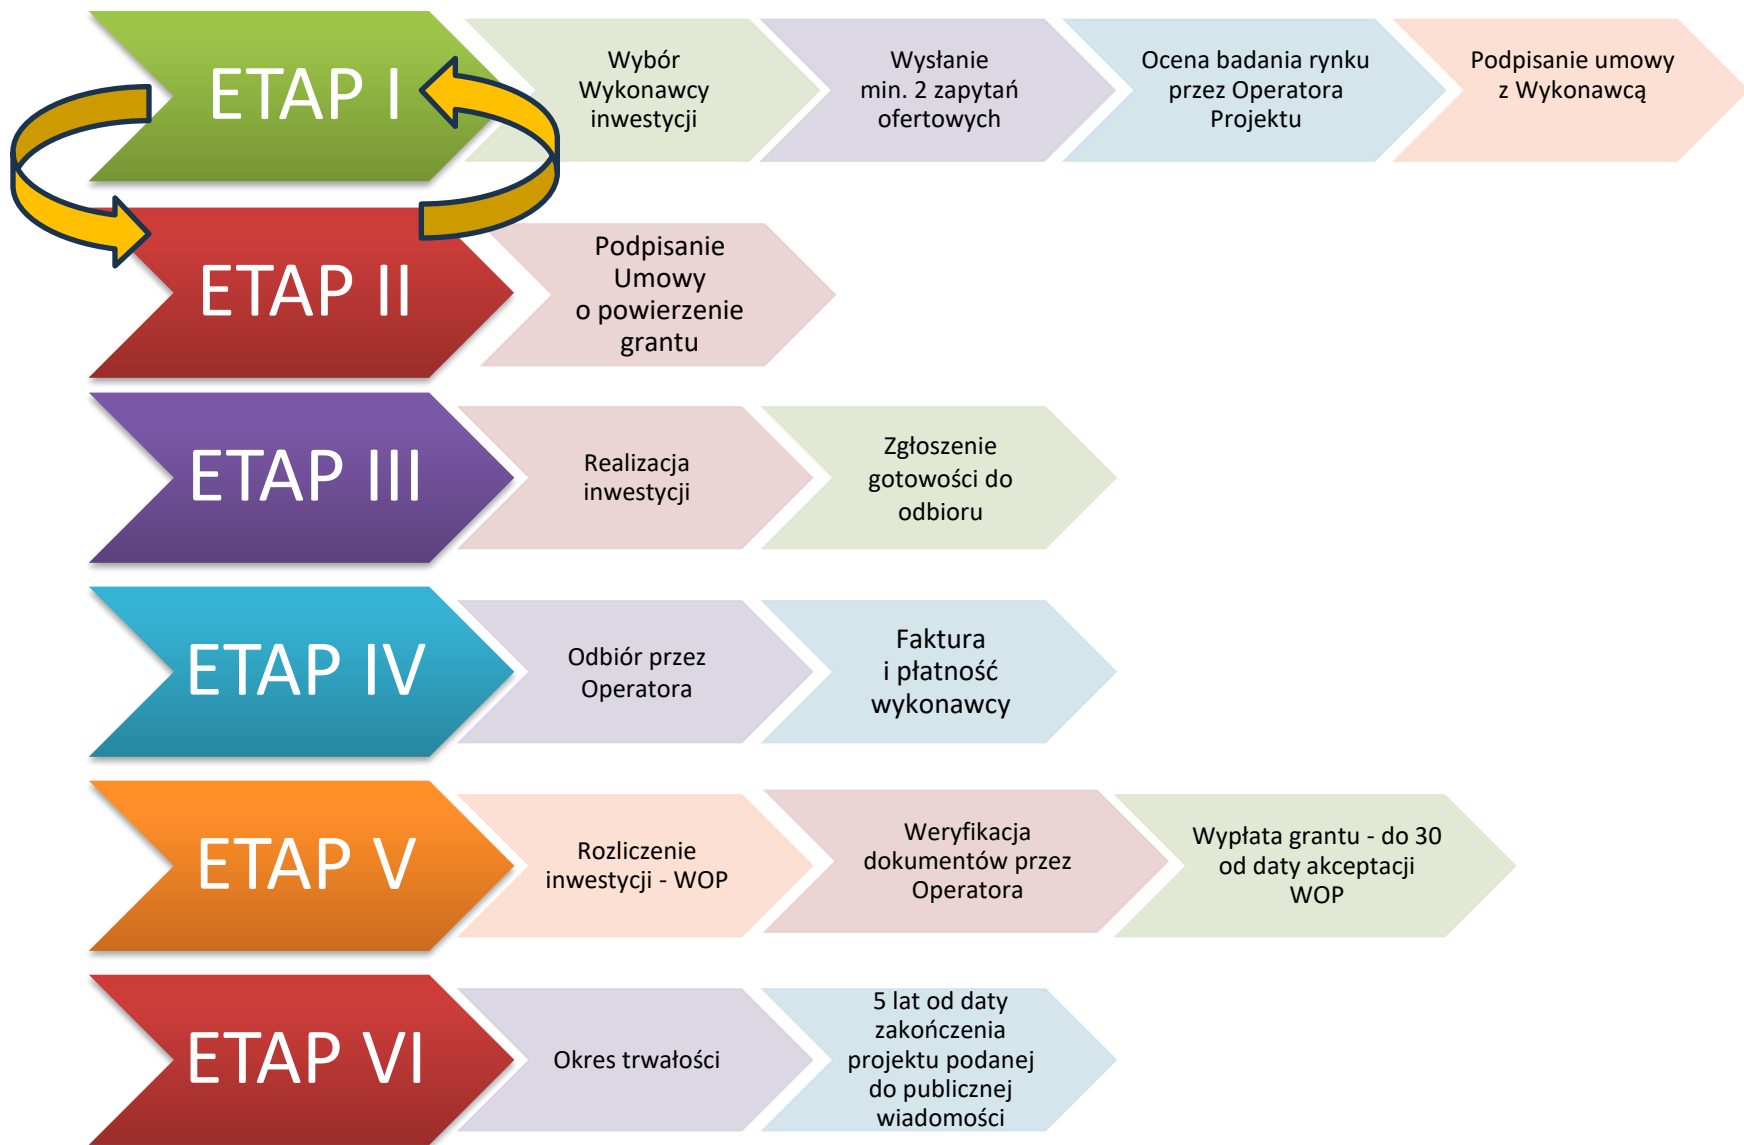 ETAP I
Wybór
Wykonawcy
inwestycji
Wysłanie
min. 2 zapytań
ofertowych
Ocena badania rynku
przez Operatora
Projektu
Podpisanie umowy
z Wykonawcą
ETAP II
Podpisanie
Umowy
o powierzenie
grantu
ETAP III
Realizacja
inwestycji
Zgłoszenie
gotowości do
odbioru
ETAP IV
Odbiór przez
Operatora
Faktura
i płatność
wykonawcy
ETAP V
Rozliczenie
inwestycji - WOP
Weryfikacja
dokumentów przez
Operatora
Wypłata grantu - do 30
od daty akceptacji
WOP
ETAP VI
Okres trwałości
5 lat od daty
zakończenia
projektu podanej
do publicznej
wiadomości